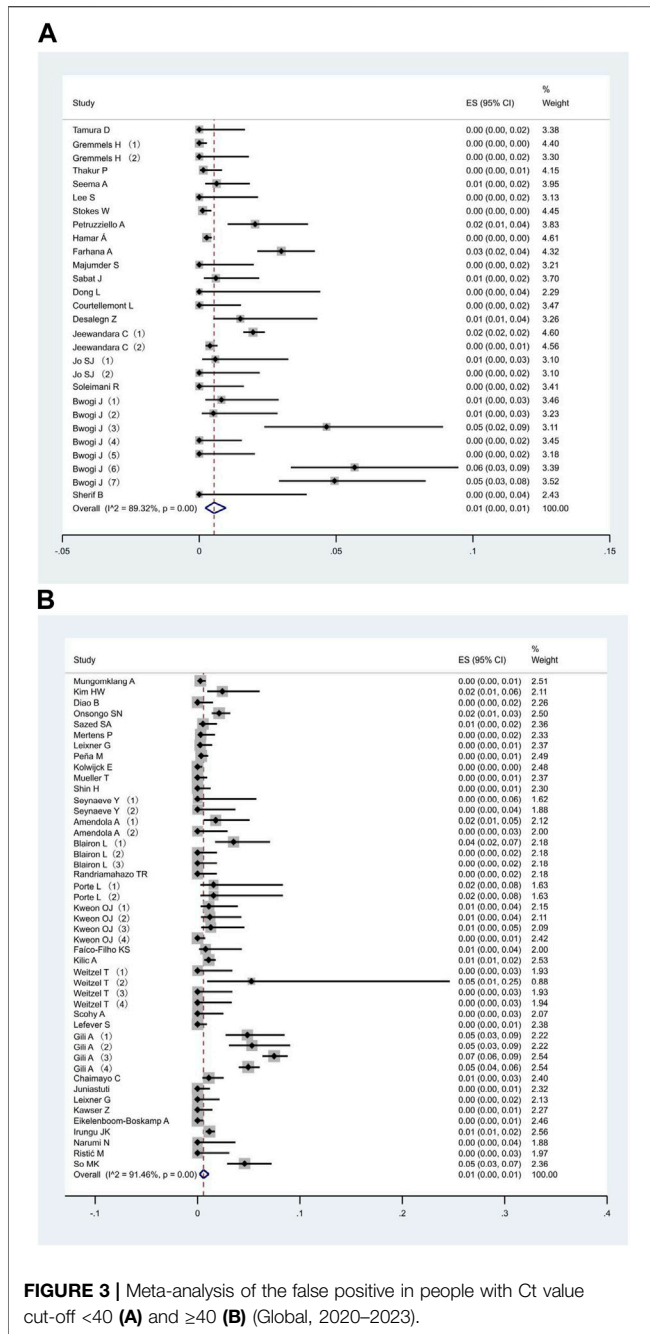 A
%
Study ES (95% CI) Weight
Tamura D 0.00 (0.00, 0.02) 3.38
Gremmels H (1) 0.00 (0.00, 0.00) 4.40
Gremmels H (2) 0.00 (0.00, 0.02) 3.30
Thakur P 0.00 (0.00, 0.01) 4.15
Seema A 0.01 (0.00, 0.02) 3.95
Lee S 0.00 (0.00, 0.02) 3.13
Stokes W 0.00 (0.00, 0.00) 4.45
Petruzziello A 0.02 (0.01, 0.04) 3.83
Hamar Á 0.00 (0.00, 0.00) 4.61
Farhana A 0.03 (0.02, 0.04) 4.32
Majumder S 0.00 (0.00, 0.02) 3.21
Sabat J 0.01 (0.00, 0.02) 3.70
Dong L 0.00 (0.00, 0.04) 2.29
Courtellemont L 0.00 (0.00, 0.02) 3.47
Desalegn Z 0.01 (0.01, 0.04) 3.26
Jeewandara C (1) 0.02 (0.02, 0.02) 4.60
Jeewandara C (2) 0.00 (0.00, 0.01) 4.56
Jo SJ (1) 0.01 (0.00, 0.03) 3.10
Jo SJ (2) 0.00 (0.00, 0.02) 3.10
Soleimani R 0.00 (0.00, 0.02) 3.41
Bwogi J (1) 0.01 (0.00, 0.03) 3.46
Bwogi J (2) 0.01 (0.00, 0.03) 3.23
Bwogi J (3) 0.05 (0.02, 0.09) 3.11
Bwogi J (4) 0.00 (0.00, 0.02) 3.45
Bwogi J (5) 0.00 (0.00, 0.02) 3.18
Bwogi J (6) 0.06 (0.03, 0.09) 3.39
Bwogi J (7) 0.05 (0.03, 0.08) 3.52
Sherif B 0.00 (0.00, 0.04) 2.43
Overall (I^2 = 89.32%, p = 0.00) 0.01 (0.00, 0.01) 100.00
-.05 0 .05 .1 .15
B
%
Study ES (95% CI) Weight
Mungomklang A 0.00 (0.00, 0.01) 2.51
Kim HW 0.02 (0.01, 0.06) 2.11
Diao B 0.00 (0.00, 0.02) 2.26
Onsongo SN 0.02 (0.01, 0.03) 2.50
Sazed SA 0.01 (0.00, 0.02) 2.36
Mertens P 0.00 (0.00, 0.02) 2.33
Leixner G 0.00 (0.00, 0.01) 2.37
Peña M 0.00 (0.00, 0.01) 2.49
Kolwijck E 0.00 (0.00, 0.00) 2.48
Mueller T 0.00 (0.00, 0.01) 2.37
Shin H 0.00 (0.00, 0.01) 2.30
Seynaeve Y (1) 0.00 (0.00, 0.06) 1.62
Seynaeve Y (2) 0.00 (0.00, 0.04) 1.88
Amendola A (1) 0.02 (0.01, 0.05) 2.12
Amendola A (2) 0.00 (0.00, 0.03) 2.00
Blairon L (1) 0.04 (0.02, 0.07) 2.18
Blairon L (2) 0.00 (0.00, 0.02) 2.18
Blairon L (3) 0.00 (0.00, 0.02) 2.18
Randriamahazo TR 0.00 (0.00, 0.02) 2.18
Porte L (1) 0.02 (0.00, 0.08) 1.63
Porte L (2) 0.02 (0.00, 0.08) 1.63
Kweon OJ (1) 0.01 (0.00, 0.04) 2.15
Kweon OJ (2) 0.01 (0.00, 0.04) 2.11
Kweon OJ (3) 0.01 (0.00, 0.05) 2.09
Kweon OJ (4) 0.00 (0.00, 0.01) 2.42
Faíco-Filho KS 0.01 (0.00, 0.04) 2.00
Kilic A 0.01 (0.01, 0.02) 2.53
Weitzel T (1) 0.00 (0.00, 0.03) 1.93
Weitzel T (2) 0.05 (0.01, 0.25) 0.88
Weitzel T (3) 0.00 (0.00, 0.03) 1.93
Weitzel T (4) 0.00 (0.00, 0.03) 1.94
Scohy A 0.00 (0.00, 0.03) 2.07
Lefever S 0.00 (0.00, 0.01) 2.38
Gili A (1) 0.05 (0.03, 0.09) 2.22
Gili A (2) 0.05 (0.03, 0.09) 2.22
Gili A (3) 0.07 (0.06, 0.09) 2.54
Gili A (4) 0.05 (0.04, 0.06) 2.54
Chaimayo C 0.01 (0.00, 0.03) 2.40
Juniastuti 0.00 (0.00, 0.01) 2.32
Leixner G 0.00 (0.00, 0.02) 2.13
Kawser Z 0.00 (0.00, 0.01) 2.27
Eikelenboom-Boskamp A 0.00 (0.00, 0.01) 2.46
Irungu JK 0.01 (0.01, 0.02) 2.56
Narumi N 0.00 (0.00, 0.04) 1.88
Ristić M 0.00 (0.00, 0.03) 1.97
So MK 0.05 (0.03, 0.07) 2.36
Overall (I^2 = 91.46%, p = 0.00) 0.01 (0.00, 0.01) 100.00
-.1 0 .1 .2 .3 .4
FIGURE 3 | Meta-analysis of the false positive in people with Ct value
cut-off <40 (A) and ≥40 (B) (Global, 2020–2023).